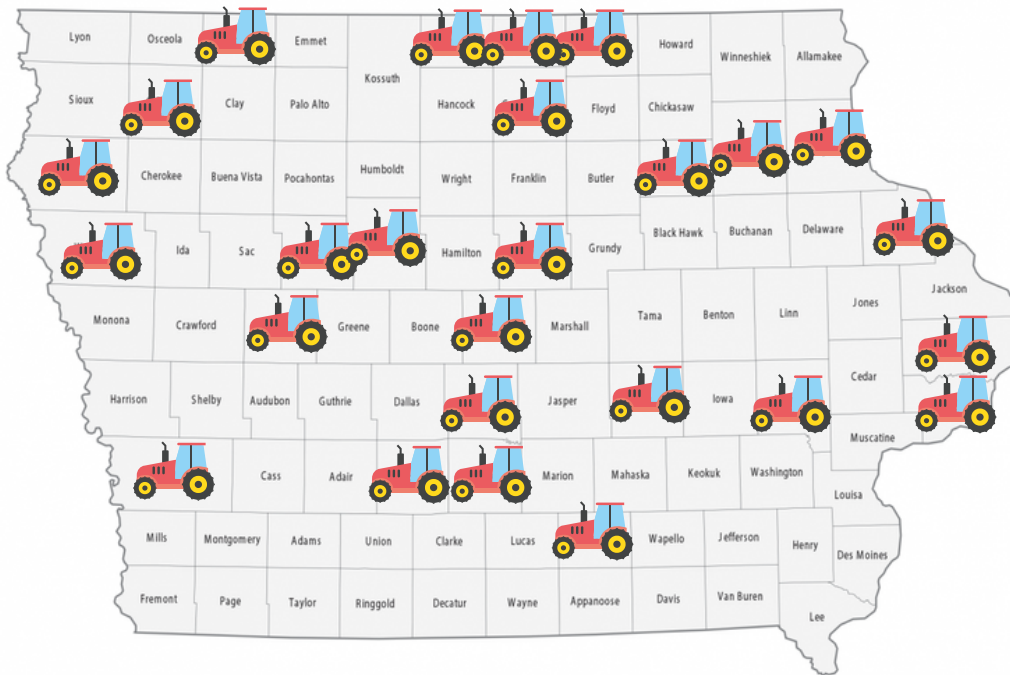 Lyon
Osceola
Emmet
Kossuth
Howard
Winneshiek
Allamakee
Sioux
Clay
Palo Alto
Hancock
Floyd
Chickasaw
Cherokee
Buena Vista
Pocahontas
Humboldt
Wright
Franklin
Butler
Ida
Sac
Hamilton
Grundy
Black Hawk
Buchanan
Delaware
Monona
Crawford
Greene
Boone
Marshall
Tama
Benton
Linn
Jones
Jackson
Harrison
Shelby
Audubon
Guthrie
Dallas
Jasper
Iowa
Cedar
Muscatine
Cass
Adair
Marion
Mahaska
Keokuk
Washington
Louisa
Mills
Montgomery
Adams
Union
Clarke
Lucas
Wapello
Jefferson
Henry
Des Moines
Fremont
Page
Taylor
Ringgold
Decatur
Wayne
Appanoose
Davis
Van Buren
Lee